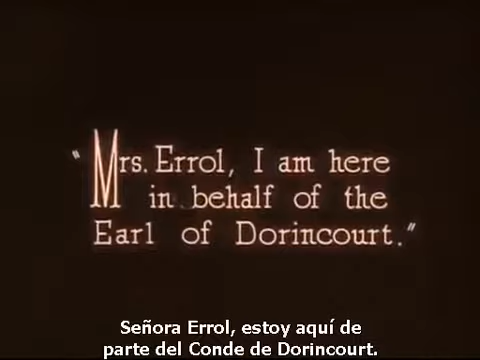 "Mrs. Errol, I am here
in behalf of the
Earl of Dorincourt."
Señora Errol, estoy aquí de
parte del Conde de Dorincourt.